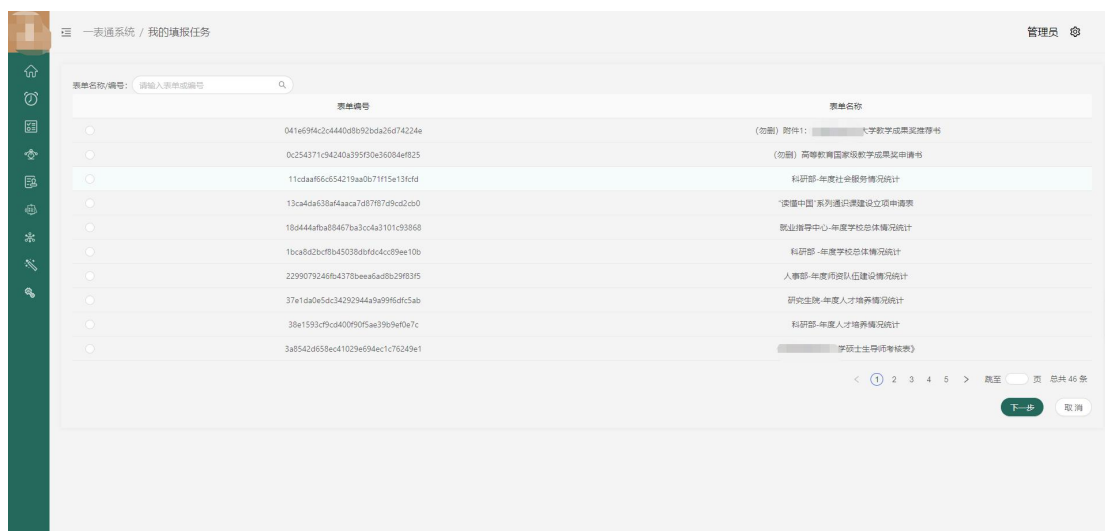 一表通系统 / 我的填报任务
管理员
表单名称/编号： 请输入表单或编号
表单编号 表单名称
041e69f4c2c4440d8b92bda26d74224e （勿删）附件1： 大学教学成果奖推荐书
0c254371c94240a395f30e36084ef825 （勿删）高等教育国家级教学成果奖申请书
11cdaaf66c654219aa0b71f15e13fcfd 科研部-年度社会服务情况统计
13ca4da638af4aaca7d87f87d9cd2cb0 “读懂中国”系列通识课建设立项申请表
18d444afba88467ba3cc4a3101c93868 就业指导中心-年度学校总体情况统计
1bca8d2bcf8b45038dbfdc4cc89ee10b 科研部 -年度学校总体情况统计
2299079246fb4378beea6ad8b29f83f5 人事部-年度师资队伍建设情况统计
37e1da0e5dc34292944a9a99f6dfc5ab 研究生院-年度人才培养情况统计
38e1593cf9cd400f90f5ae39b9ef0e7c 科研部-年度人才培养情况统计
3a8542d658ec41029e694ec1c76249e1 《 学硕士生导师考核表》
< 1 2 3 4 5 > 跳至 页 总共 46 条
下一步 取消